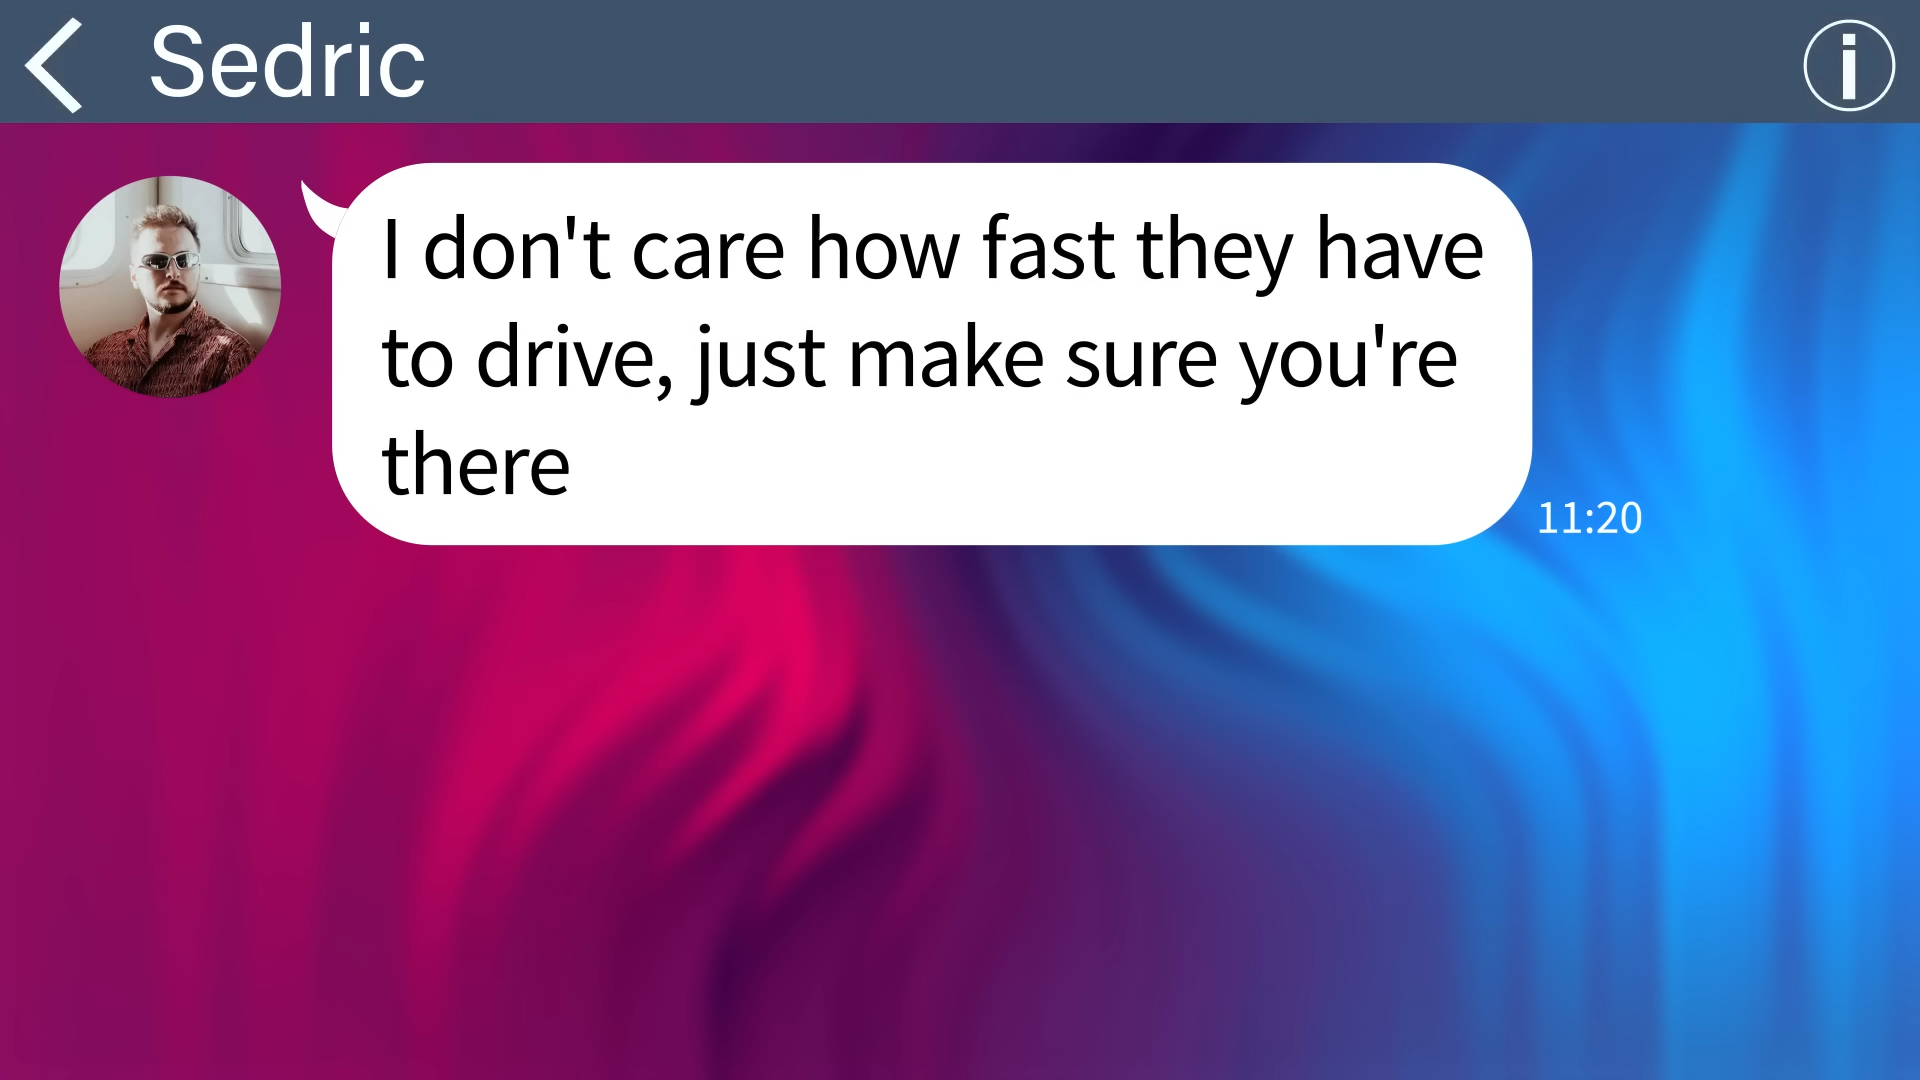 Sedric
I don't care how fast they have
to drive, just make sure you're
there
11:20